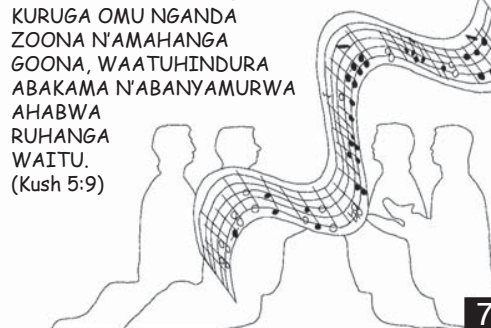 KURUGA OMU NGANDA
ZOONA N'AMAHANGA
GOONA, WAATUHINDURA
ABAKAMA N'ABANYAMURWA
AHABWA
RUHANGA
WAITU.
(Kush 5:9)
7